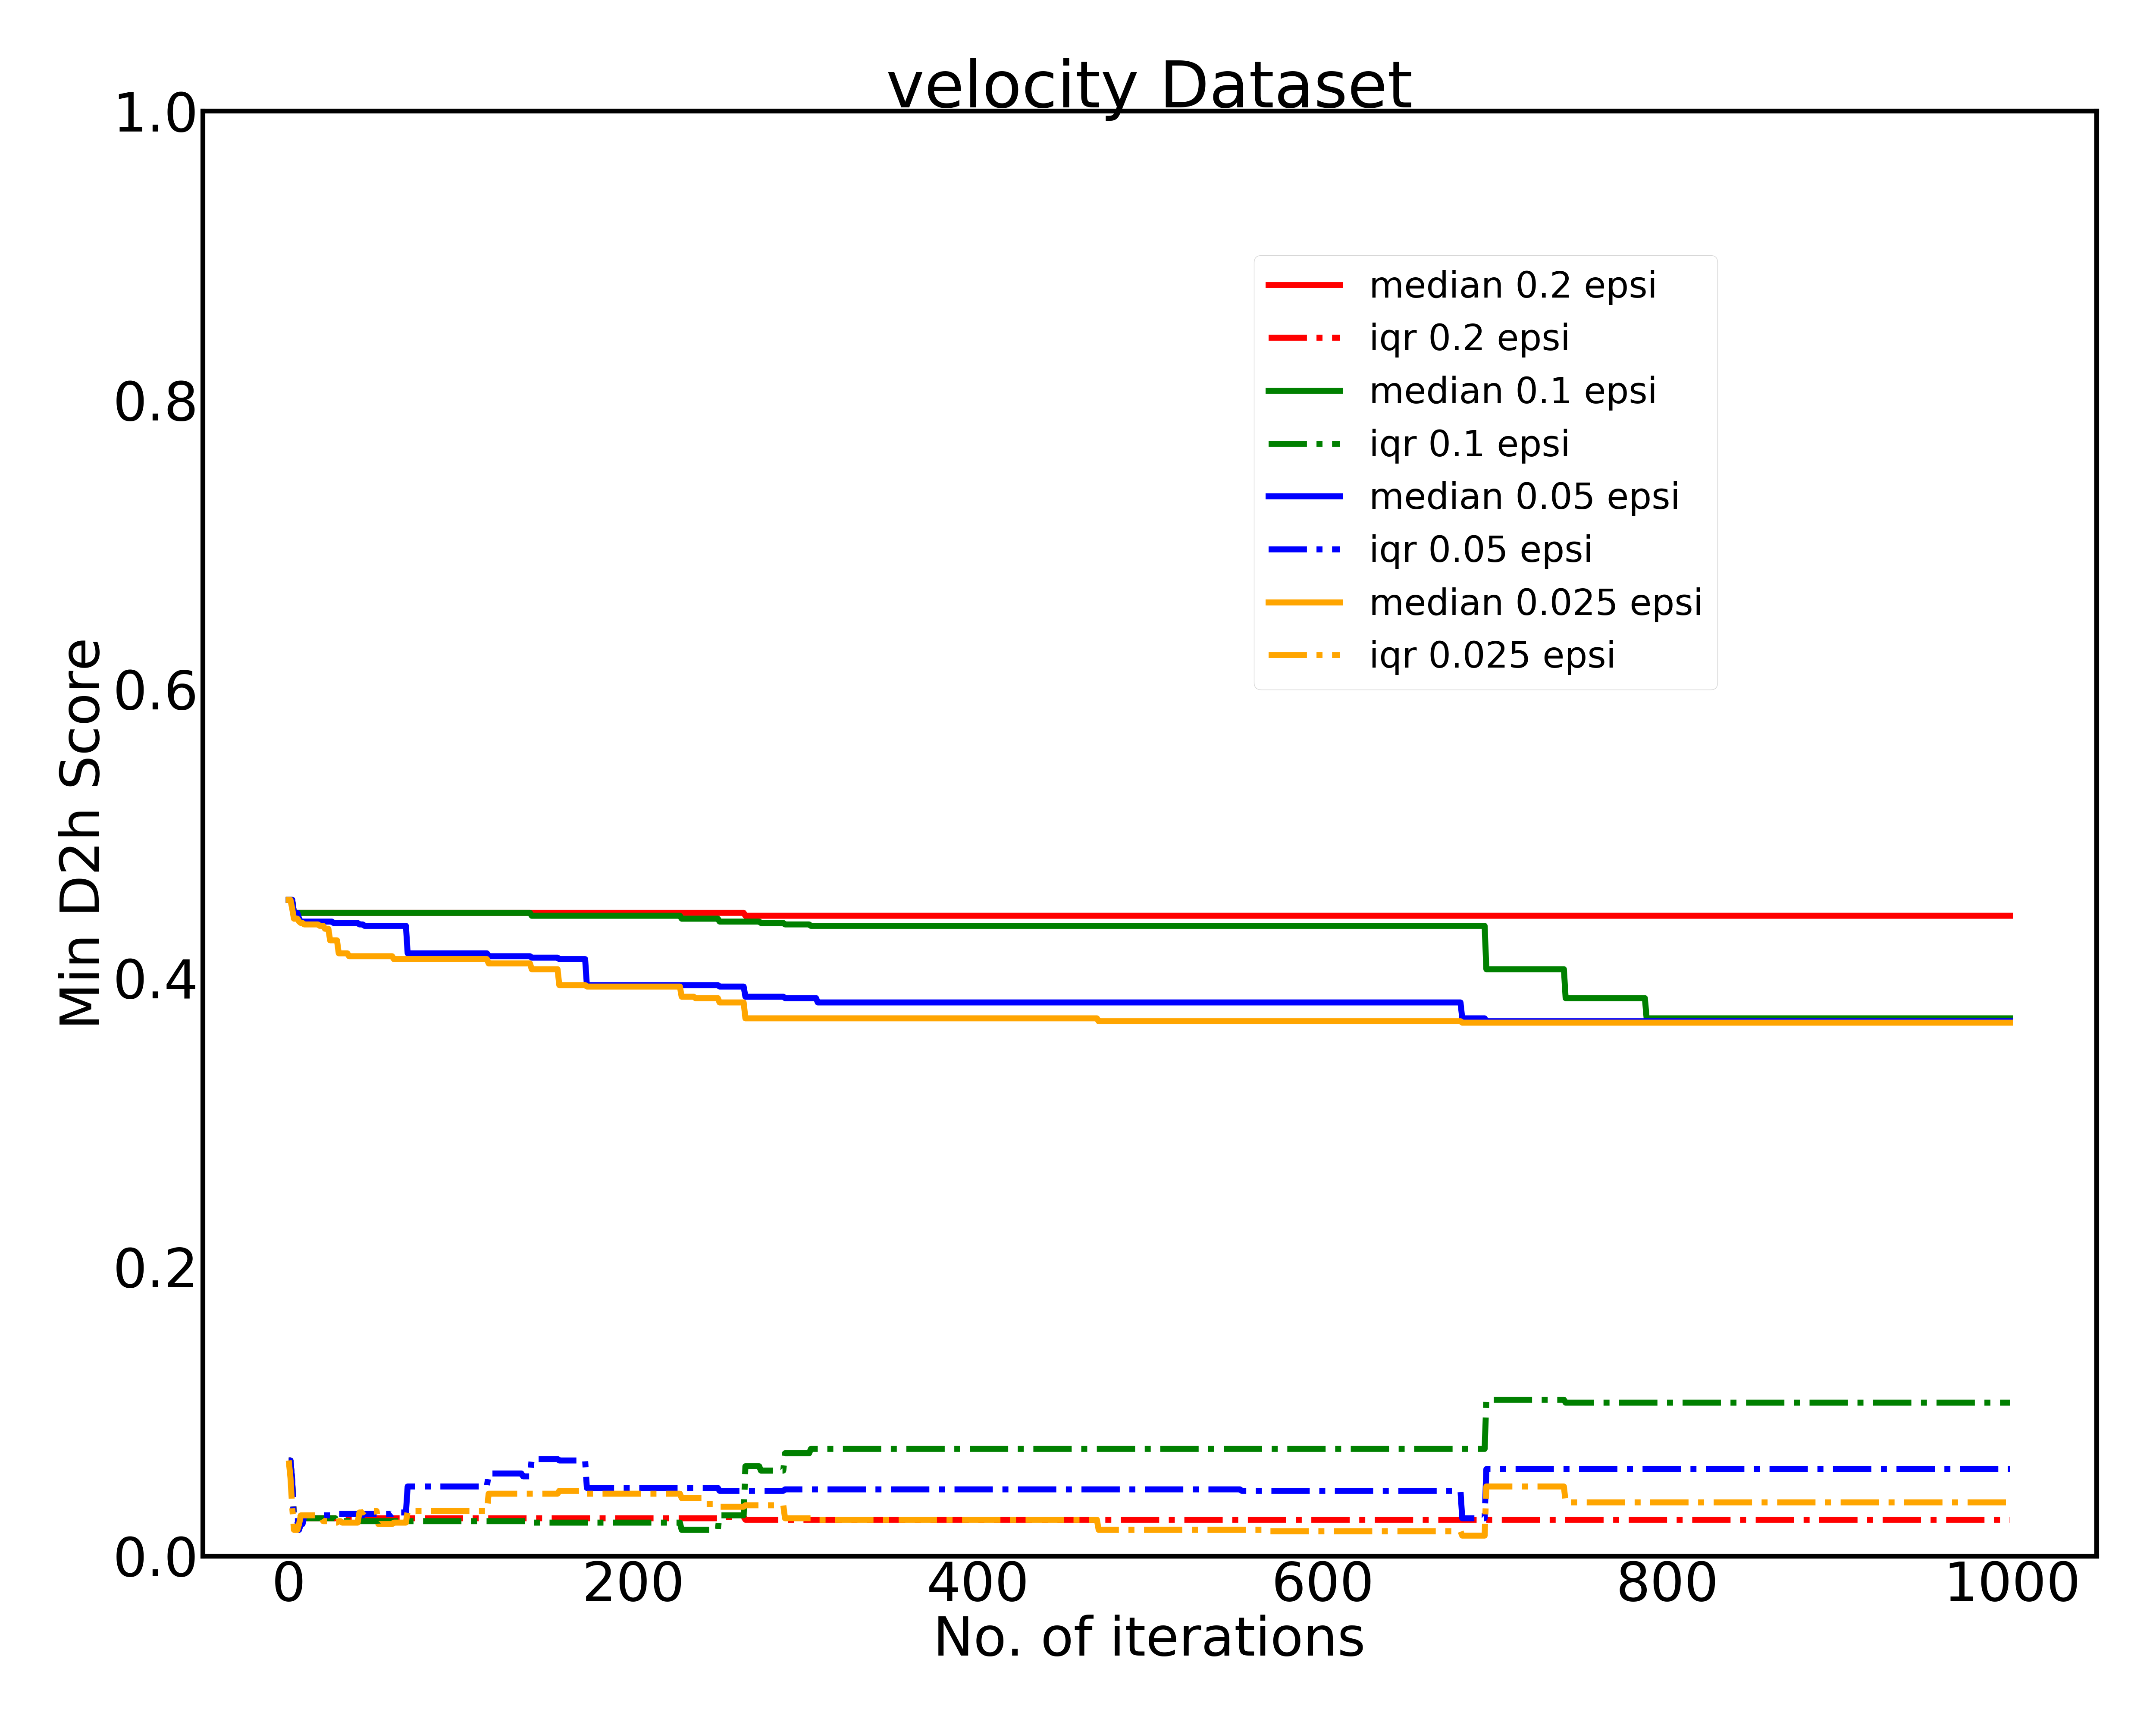 velocity Dataset
1.0
0.8
0.6
0.4
0.2
0.0
Min D2h Score
median 0.2 epsi
iqr 0.2 epsi
median 0.1 epsi
iqr 0.1 epsi
median 0.05 epsi
iqr 0.05 epsi
median 0.025 epsi
iqr 0.025 epsi
0 200 400 600 800 1000
No. of iterations